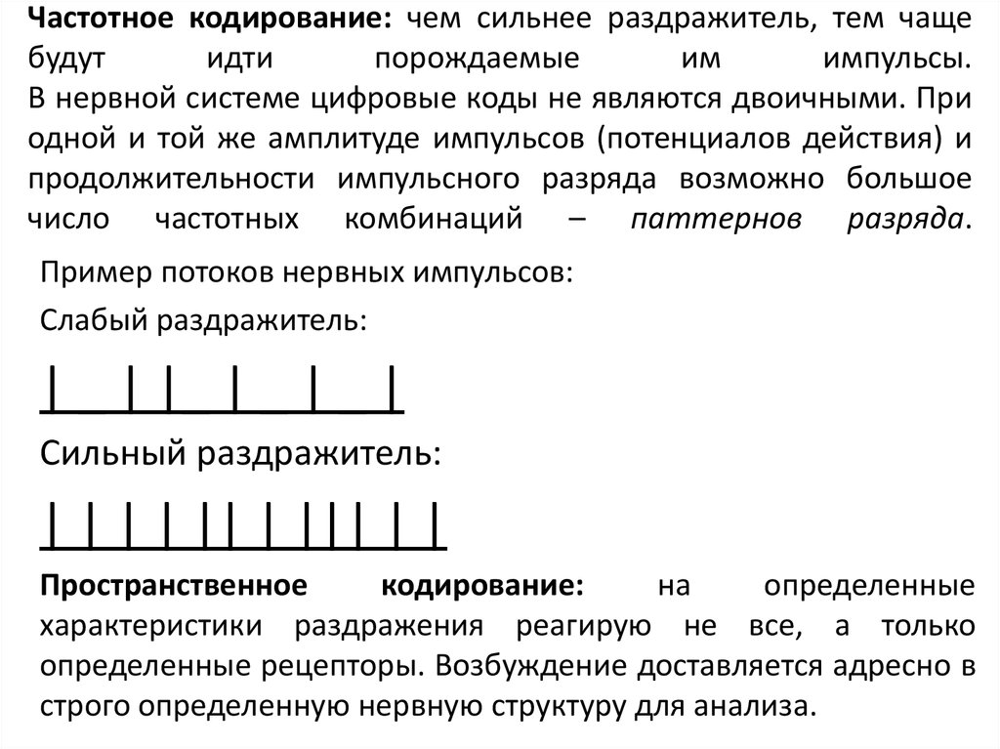 Частотное кодирование: чем сильнее раздражитель, тем чаще
будут идти порождаемые им импульсы.
В нервной системе цифровые коды не являются двоичными. При
одной и той же амплитуде импульсов (потенциалов действия) и
продолжительности импульсного разряда возможно большое
число частотных комбинаций – паттернов разряда.
Пример потоков нервных импульсов:
Слабый раздражитель:
Сильный раздражитель:
Пространственное кодирование: на определенные
характеристики раздражения реагирую не все, а только
определенные рецепторы. Возбуждение доставляется адресно в
строго определенную нервную структуру для анализа.